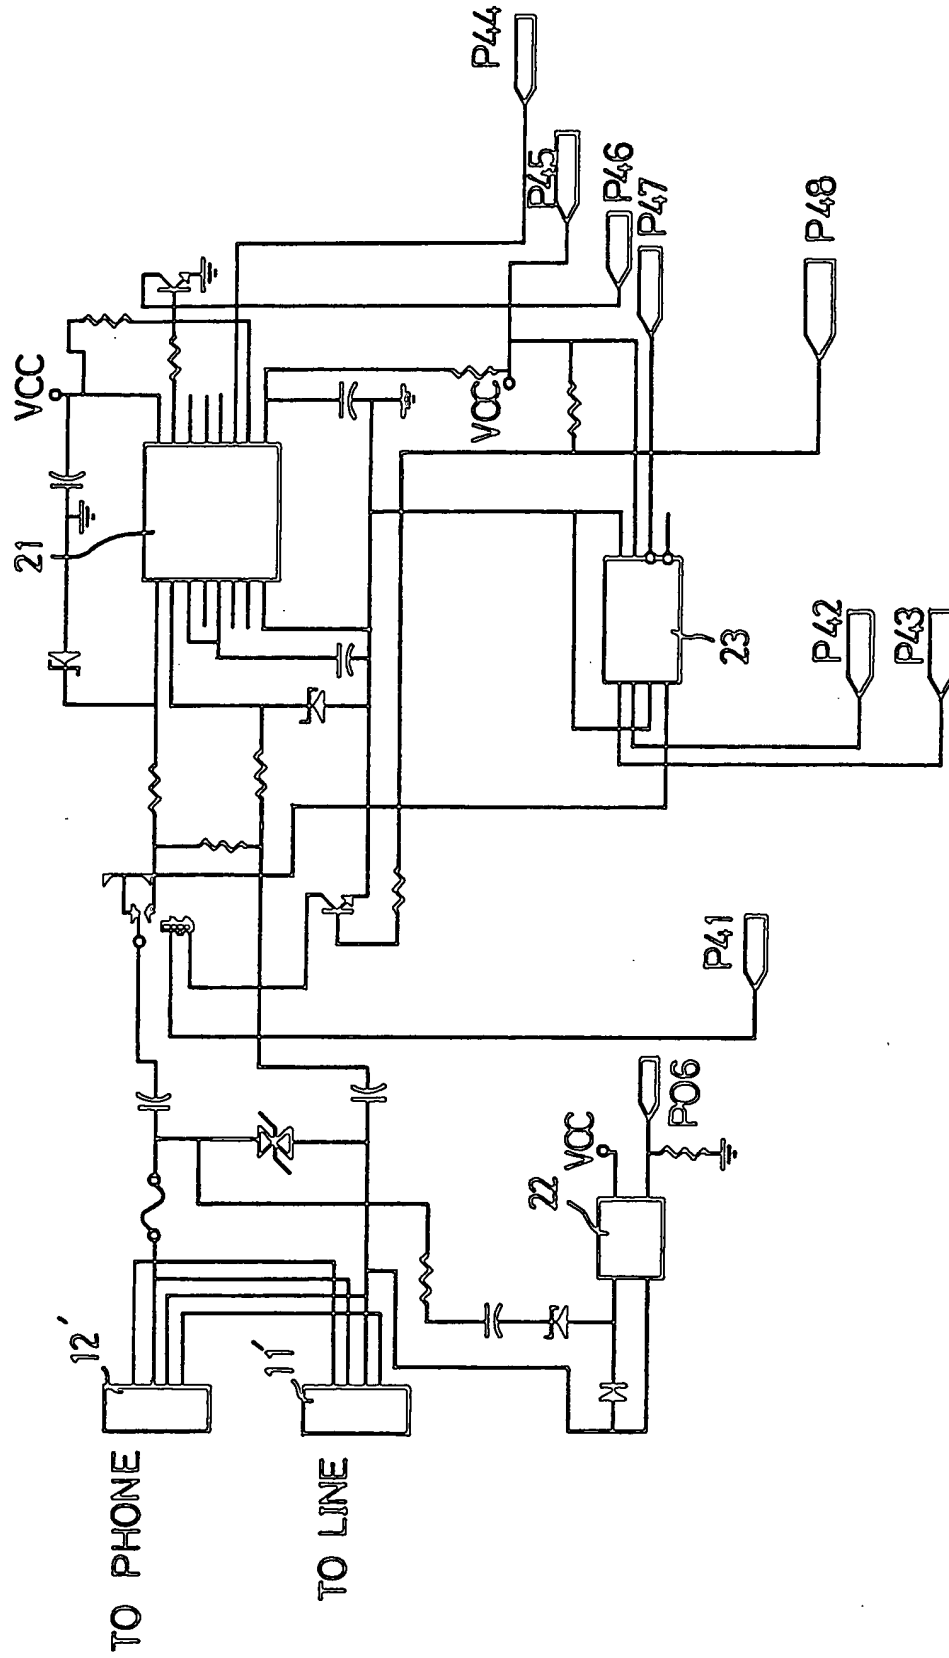 TO PHONE
12'
TO LINE
11'
22
VCC
P06
P41
21
VCC
VCC
23
P42
P43
P44
P45
P46
P47
P48